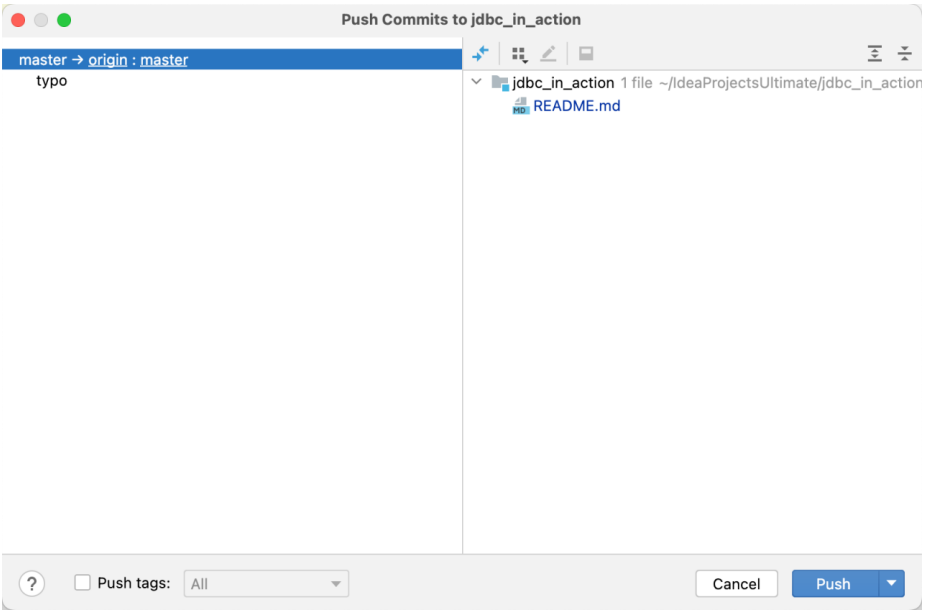 Push Commits to jdbc_in_action
master → origin : master
typo
jdbc_in_action 1 file ~/IdeaProjectsUltimate/jdbc_in_action
MD README.md
? Push tags: All Cancel Push